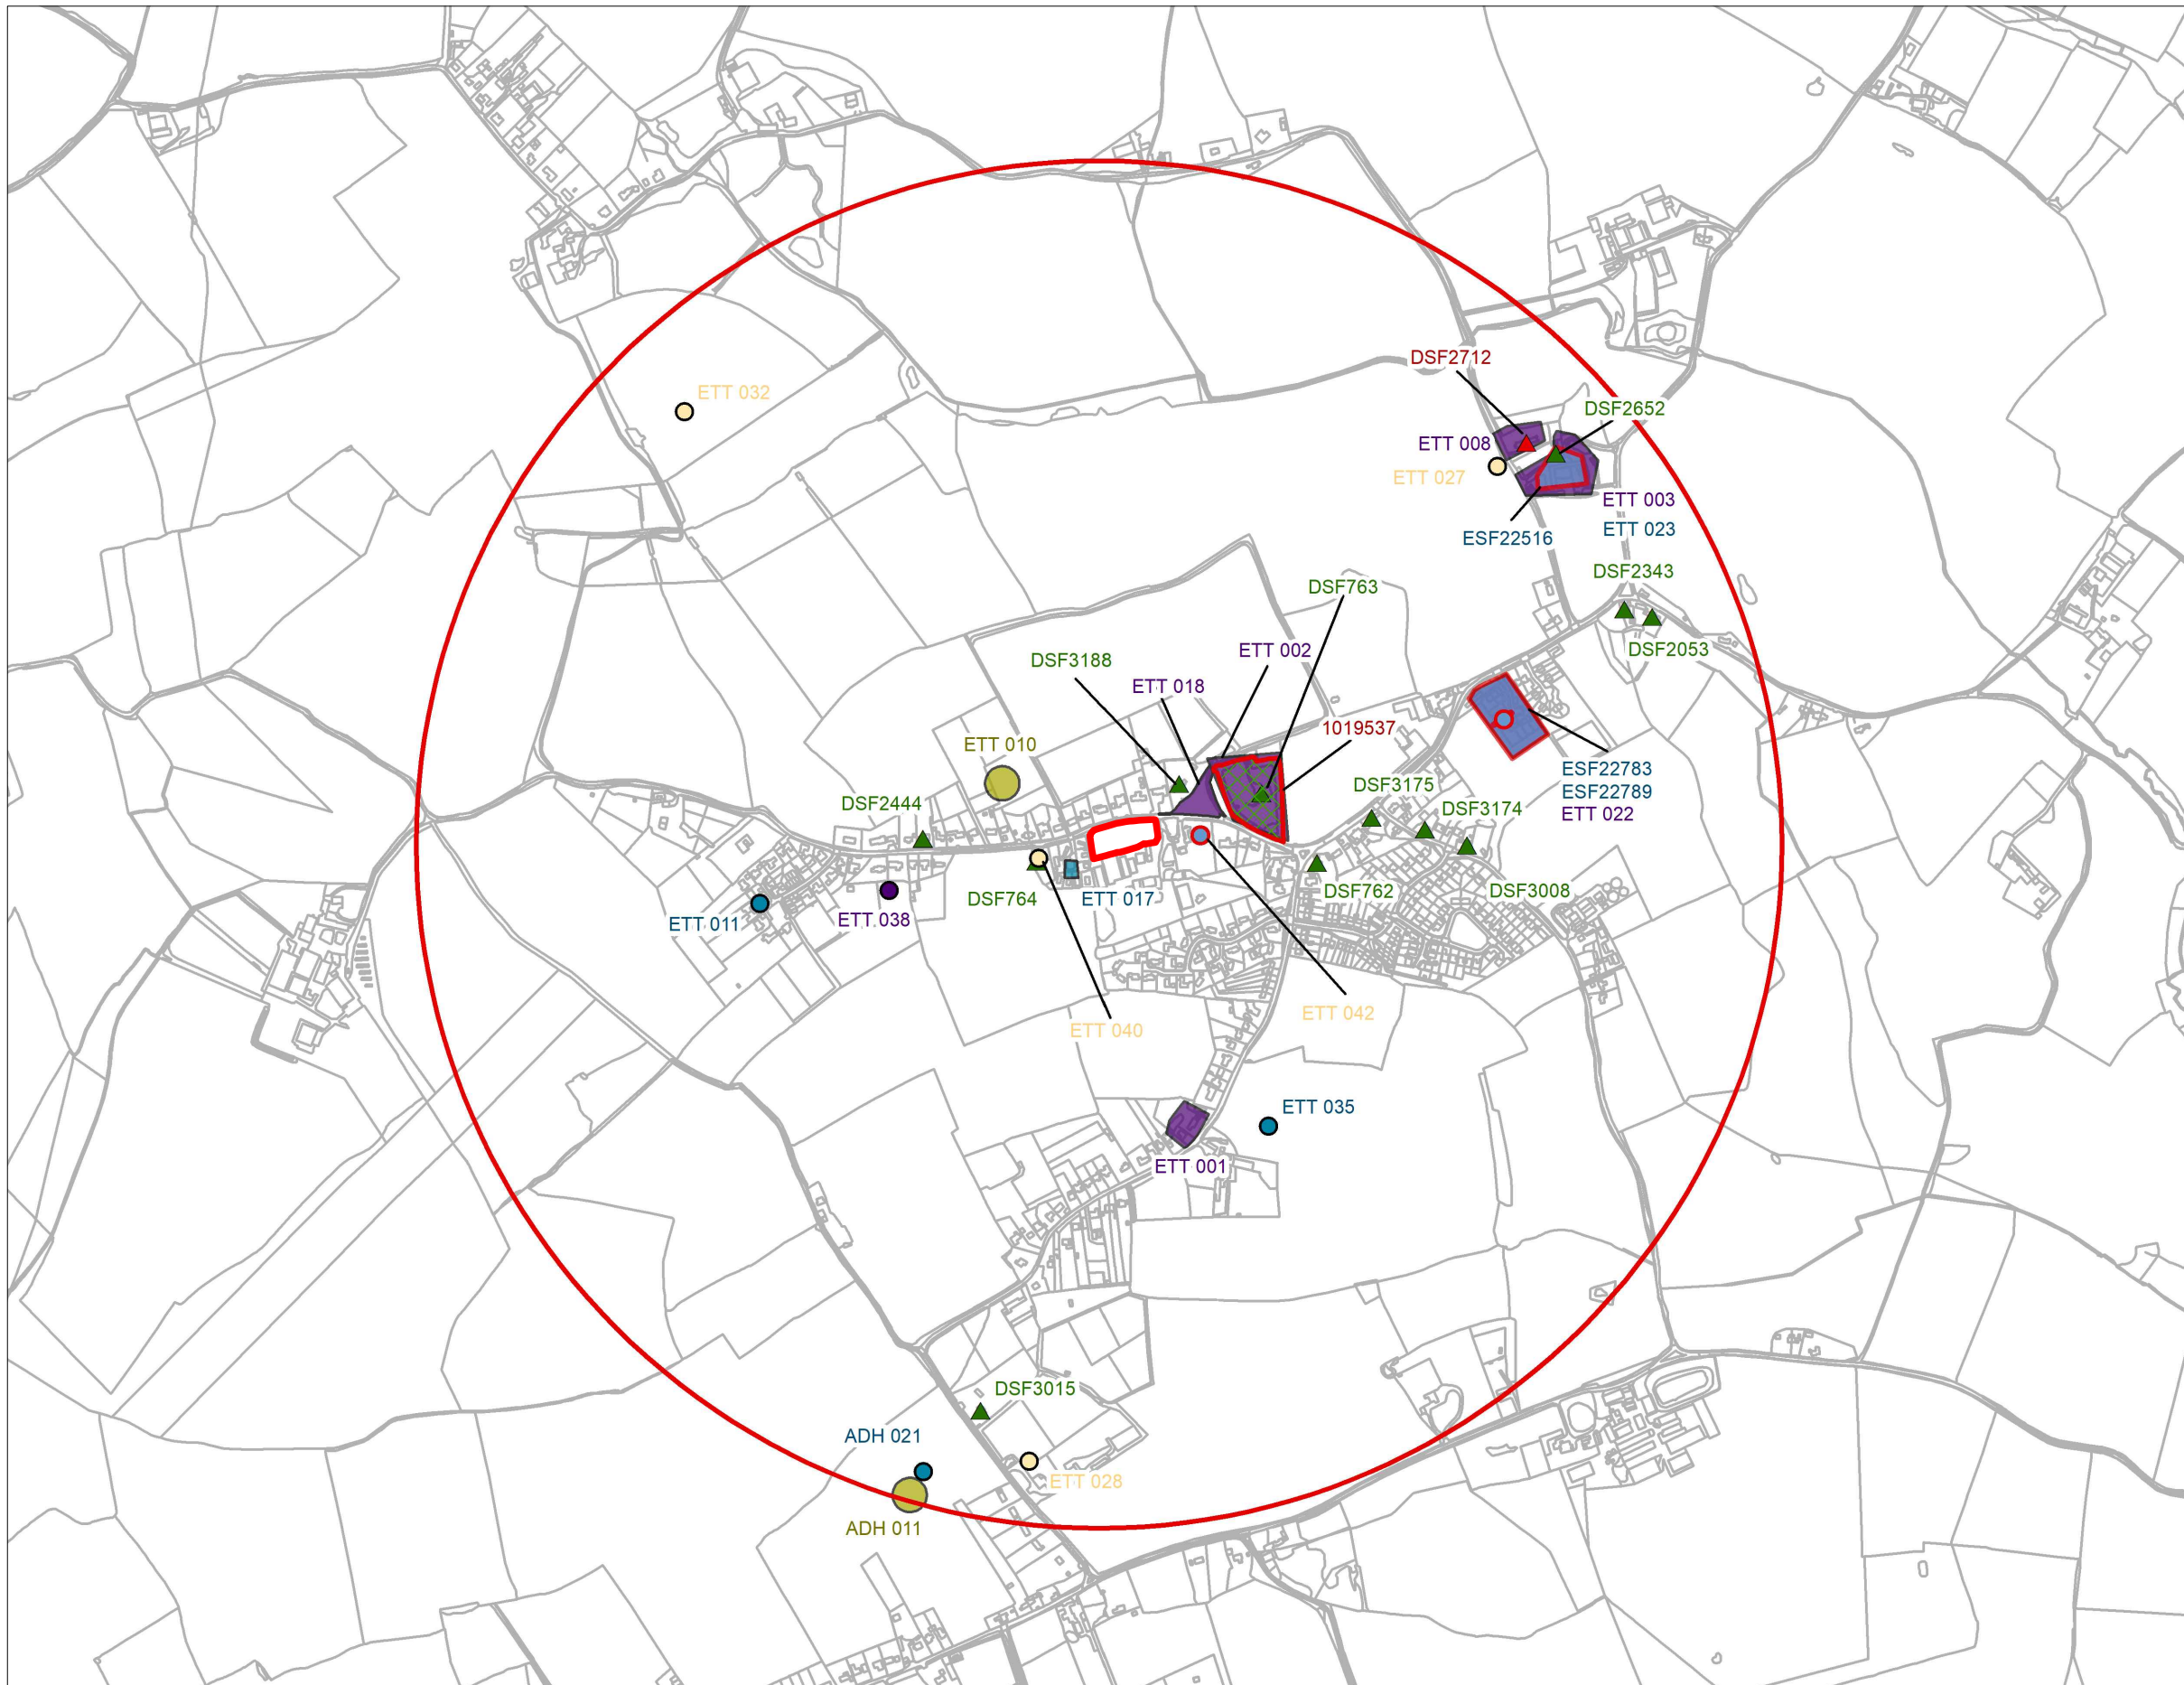 DSF2712
ETT 032
DSF2652
ETT 008
ETT 027
ETT 003
ETT 023
ESF22516
DSF2343
DSF763
DSF2053
ETT 002
DSF3188
ETT 018
1019537
ETT 010
ESF22783
ESF22789
ETT 022
DSF3175
DSF2444
DSF3174
DSF764
ETT 017
DSF762
DSF3008
ETT 038
ETT 011
ETT 042
ETT 040
ETT 035
ETT 001
DSF3015
ADH 021
ETT 028
ADH 011